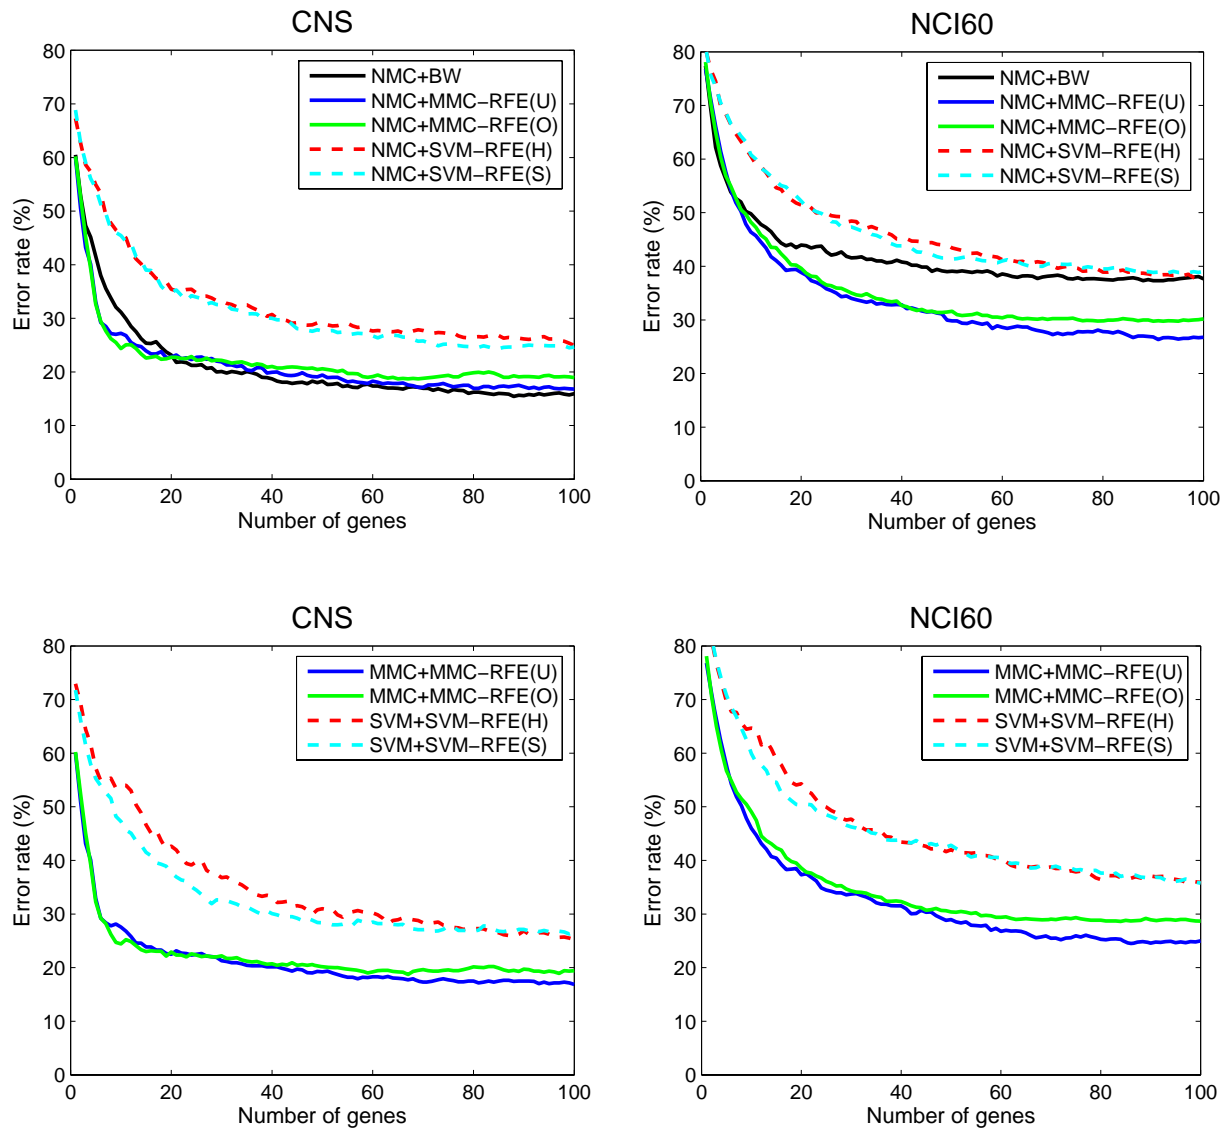 CNS
80
70
60
50
40
30
20
10
0
Error rate (%)
NMC+BW
NMC+MMC−RFE(U)
NMC+MMC−RFE(O)
NMC+SVM−RFE(H)
NMC+SVM−RFE(S)
0 20 40 60 80 100
Number of genes
NCI60
80
70
60
50
40
30
20
10
0
Error rate (%)
NMC+BW
NMC+MMC−RFE(U)
NMC+MMC−RFE(O)
NMC+SVM−RFE(H)
NMC+SVM−RFE(S)
0 20 40 60 80 100
Number of genes
CNS
80
70
60
50
40
30
20
10
0
Error rate (%)
MMC+MMC−RFE(U)
MMC+MMC−RFE(O)
SVM+SVM−RFE(H)
SVM+SVM−RFE(S)
0 20 40 60 80 100
Number of genes
NCI60
80
70
60
50
40
30
20
10
0
Error rate (%)
MMC+MMC−RFE(U)
MMC+MMC−RFE(O)
SVM+SVM−RFE(H)
SVM+SVM−RFE(S)
0 20 40 60 80 100
Number of genes